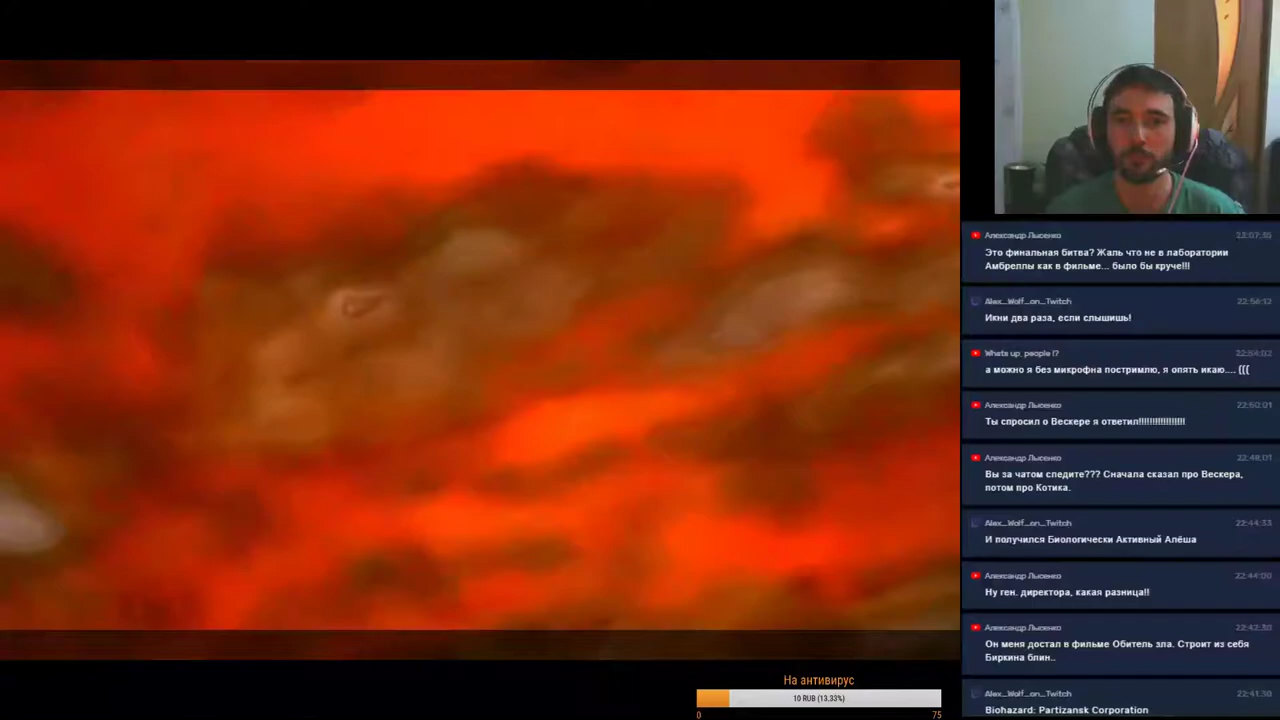 Александр Лысенко 22:07:35
Это финальная битва? Жаль что не в лаборатории
Амбреллы как в фильме... было бы круче!!!
Alex_Wolf_on_Twitch 22:56:12
Икни два раза, если слышишь!
Whats up_people !? 22:54:02
а можно я без микрофна постримлю, я опять икаю.... (((
Александр Лысенко 22:50:01
Ты спросил о Вескере я ответил!!!!!!!!!!!!!!!!!
Александр Лысенко 22:48:01
Вы за чатом следите??? Сначала сказал про Вескера,
потом про Котика.
Alex_Wolf_on_Twitch 22:44:33
И получился Биологически Активный Алёша
Александр Лысенко 22:44:00
Ну ген. директора, какая разница!!
Александр Лысенко 22:42:30
Он меня достал в фильме Обитель зла. Строит из себя
Биркина блин..
Alex_Wolf_on_Twitch 22:41:30
Biohazard: Partizansk Corporation
На антивирус
10 RUB (13.33%)
0 75